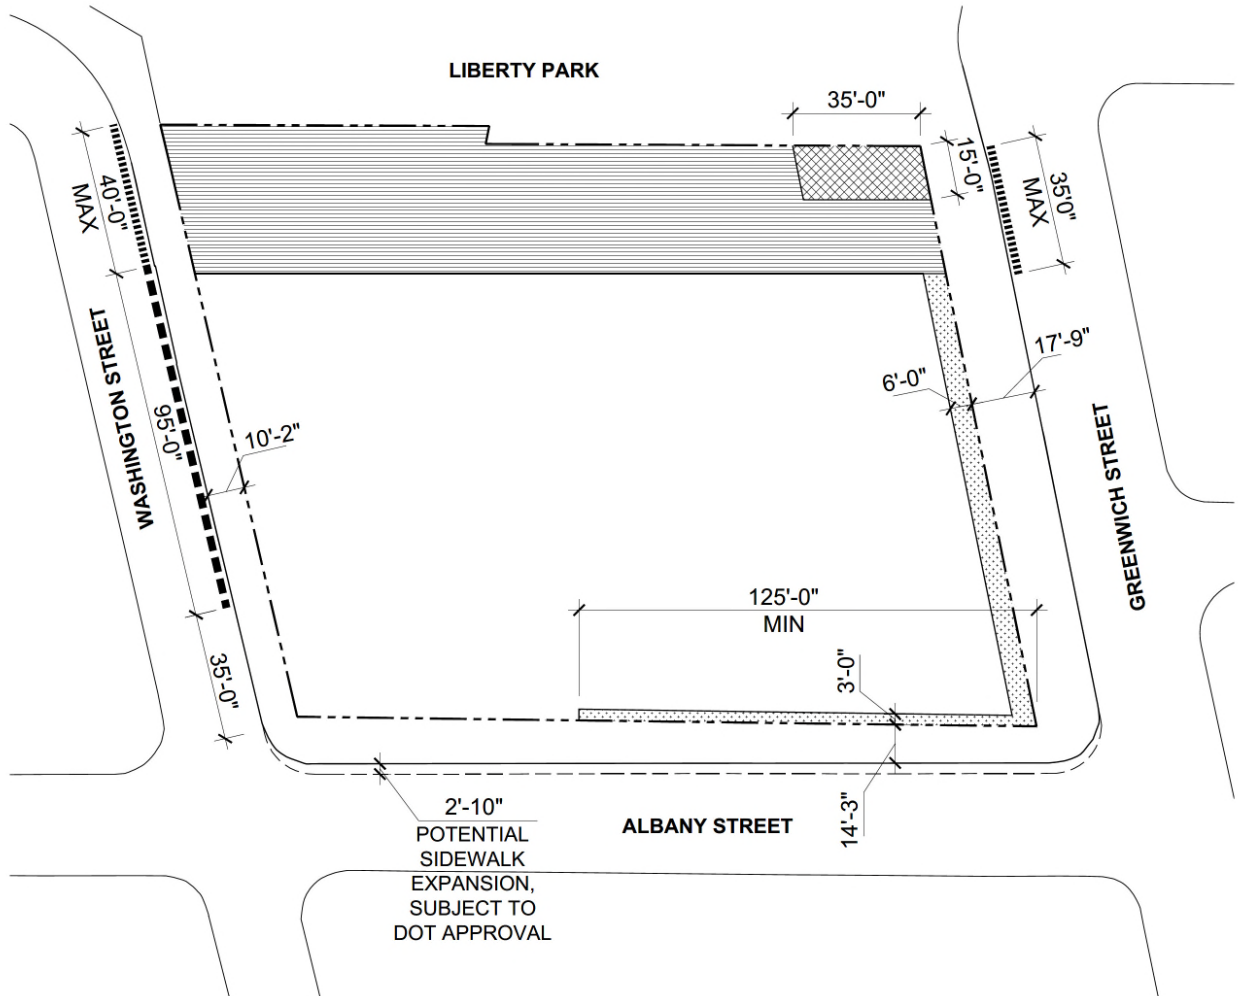 LIBERTY PARK
35'-0"
15'-0"
35'0"
MAX
40'-0"
MAX
WASHINGTON STREET
95'-0"
10'-2"
17'-9"
6'-0"
GREENWICH STREET
125'-0"
MIN
3'-0"
35'-0"
14'-3"
2'-10"
POTENTIAL
SIDEWALK
EXPANSION,
SUBJECT TO
DOT APPROVAL
ALBANY STREET